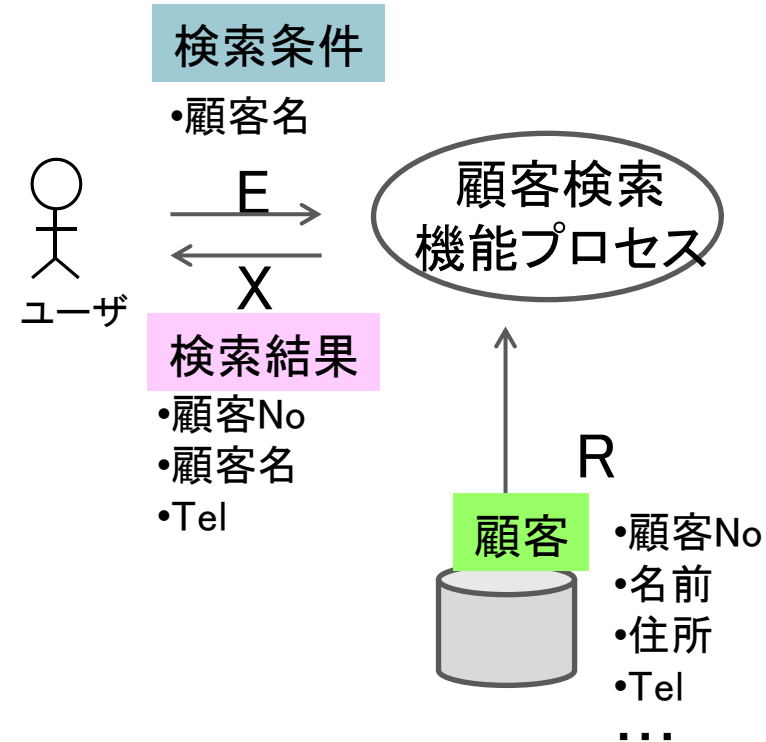 検索条件
•顧客名
E
顧客検索
機能プロセス
X
ユーザ
検索結果
•顧客No
•顧客名
•Tel
R
顧客
•顧客No
•名前
•住所
•Tel
…